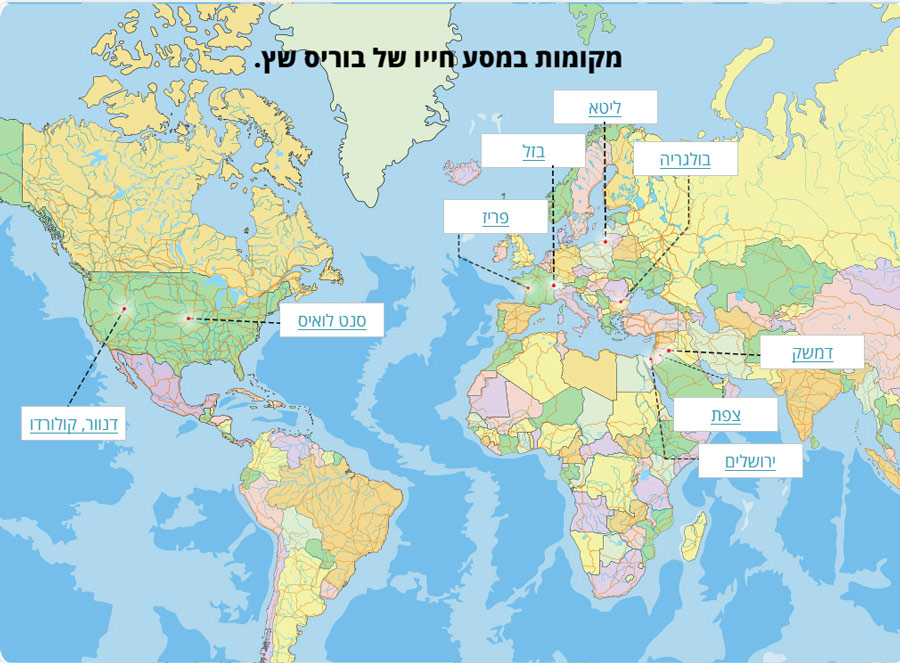 מקומות במסע חייו של בוריס שץ.
ליטא
בזל
בולגריה
פריז
סנט לואיס
דמשק
דנוור, קולורדו
צפת
ירושלים